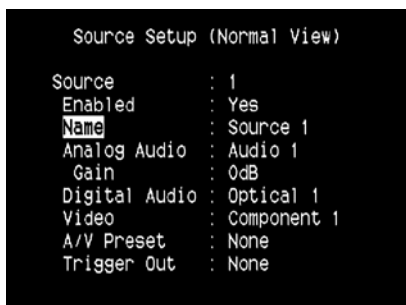 Source Setup (Normal View)
Source : 1
Enabled : Yes
Name : Source 1
Analog Audio : Audio 1
Gain : 0dB
Digital Audio : Optical 1
Video : Component 1
A/V Preset : None
Trigger Out : None